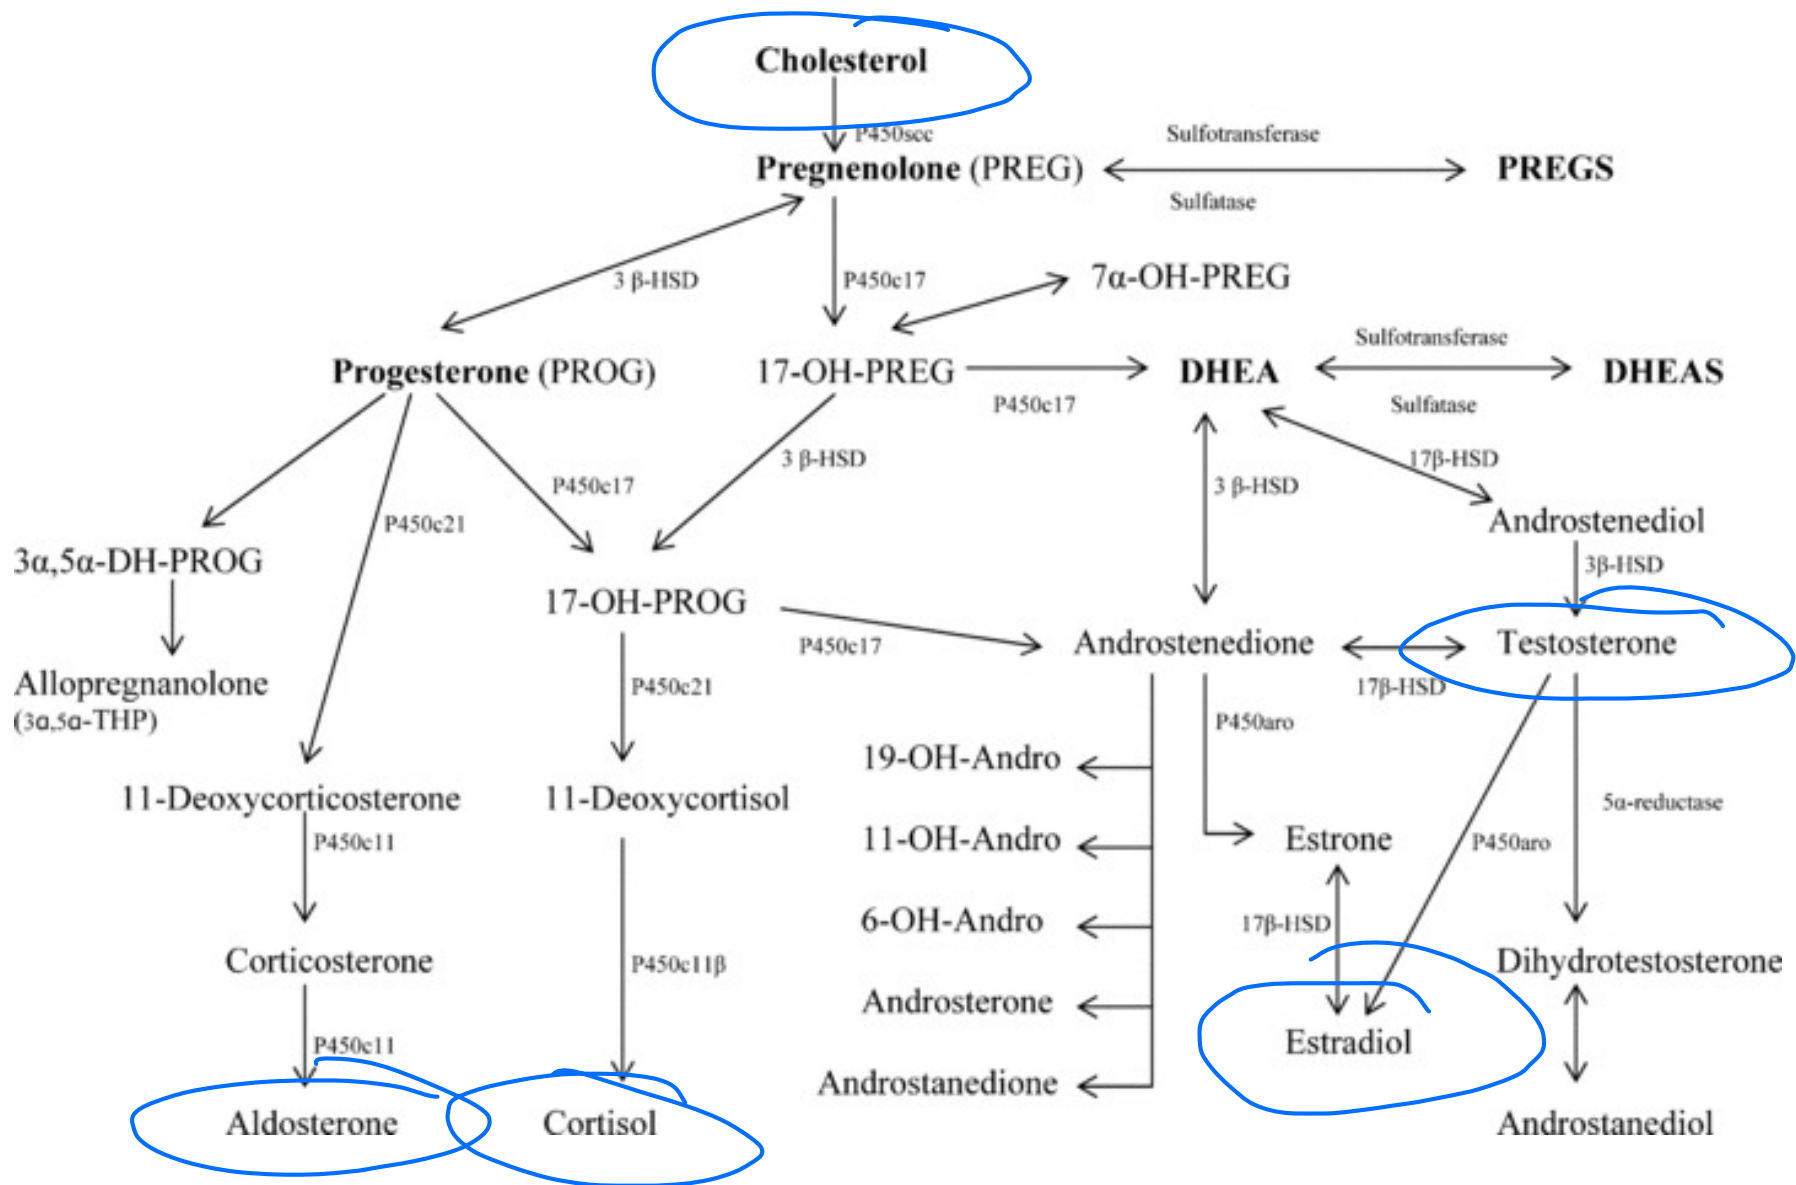 Cholesterol
P450scc
Sulfotransferase
Pregnenolone (PREG)
PREGS
Sulfatase
3 β-HSD
P450c17
7α-OH-PREG
Sulfotransferase
Progesterone (PROG)
17-OH-PREG
DHEA
DHEAS
P450c17
Sulfatase
3 β-HSD
17β-HSD
P450c17
3 β-HSD
P450c21
Androstenediol
3α,5α-DH-PROG
3β-HSD
17-OH-PROG
P450c17
Androstenedione
Testosterone
Allopregnanolone
P450c21
17β-HSD
(3α,5α-THP)
P450aro
19-OH-Andro
11-Deoxycorticosterone
11-Deoxycortisol
5α-reductase
P450c11
11-OH-Andro
Estrone
P450aro
6-OH-Andro
17β-HSD
Corticosterone
P450c11β
Dihydrotestosterone
Androsterone
P450c11
Estradiol
Androstanedione
Aldosterone
Cortisol
Androstanediol